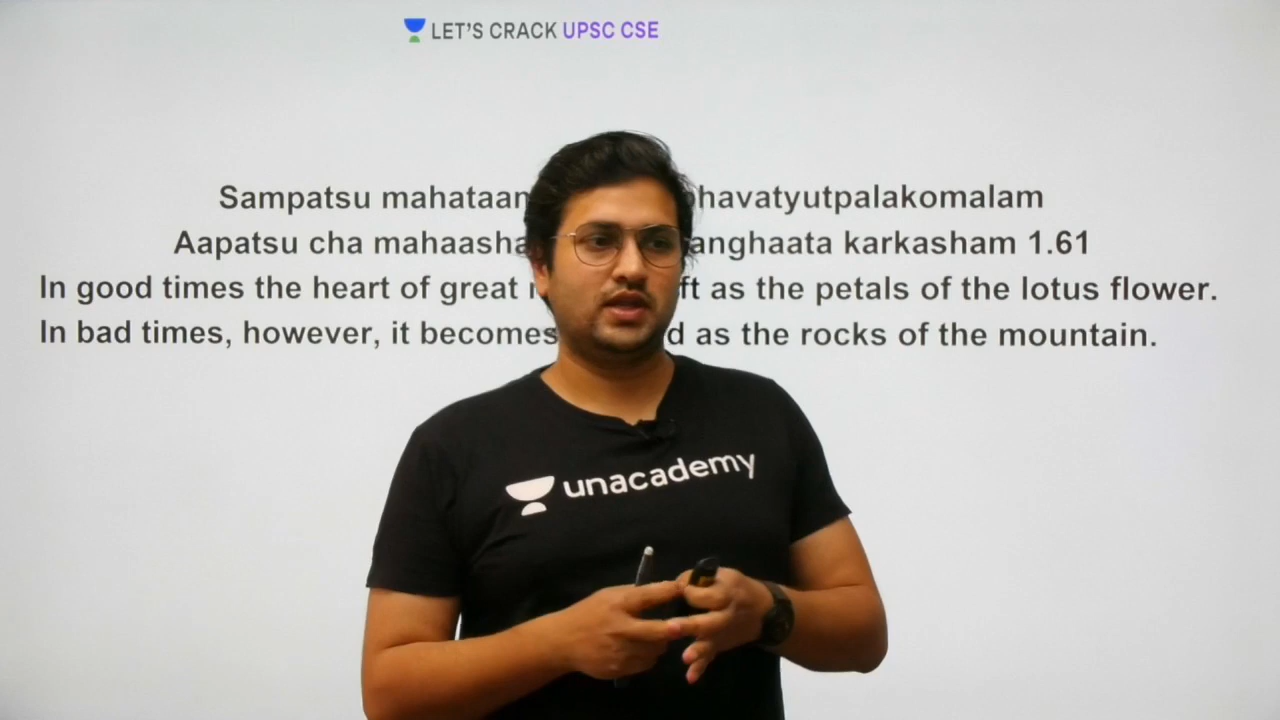 LET'S CRACK UPSC CSE
Sampatsu mahataan bhavatyutpalakomalam
Aapatsu cha mahaasha anghaata karkasham 1.61
In good times the heart of great ft as the petals of the lotus flower.
In bad times, however, it becomes d as the rocks of the mountain.
unacademy